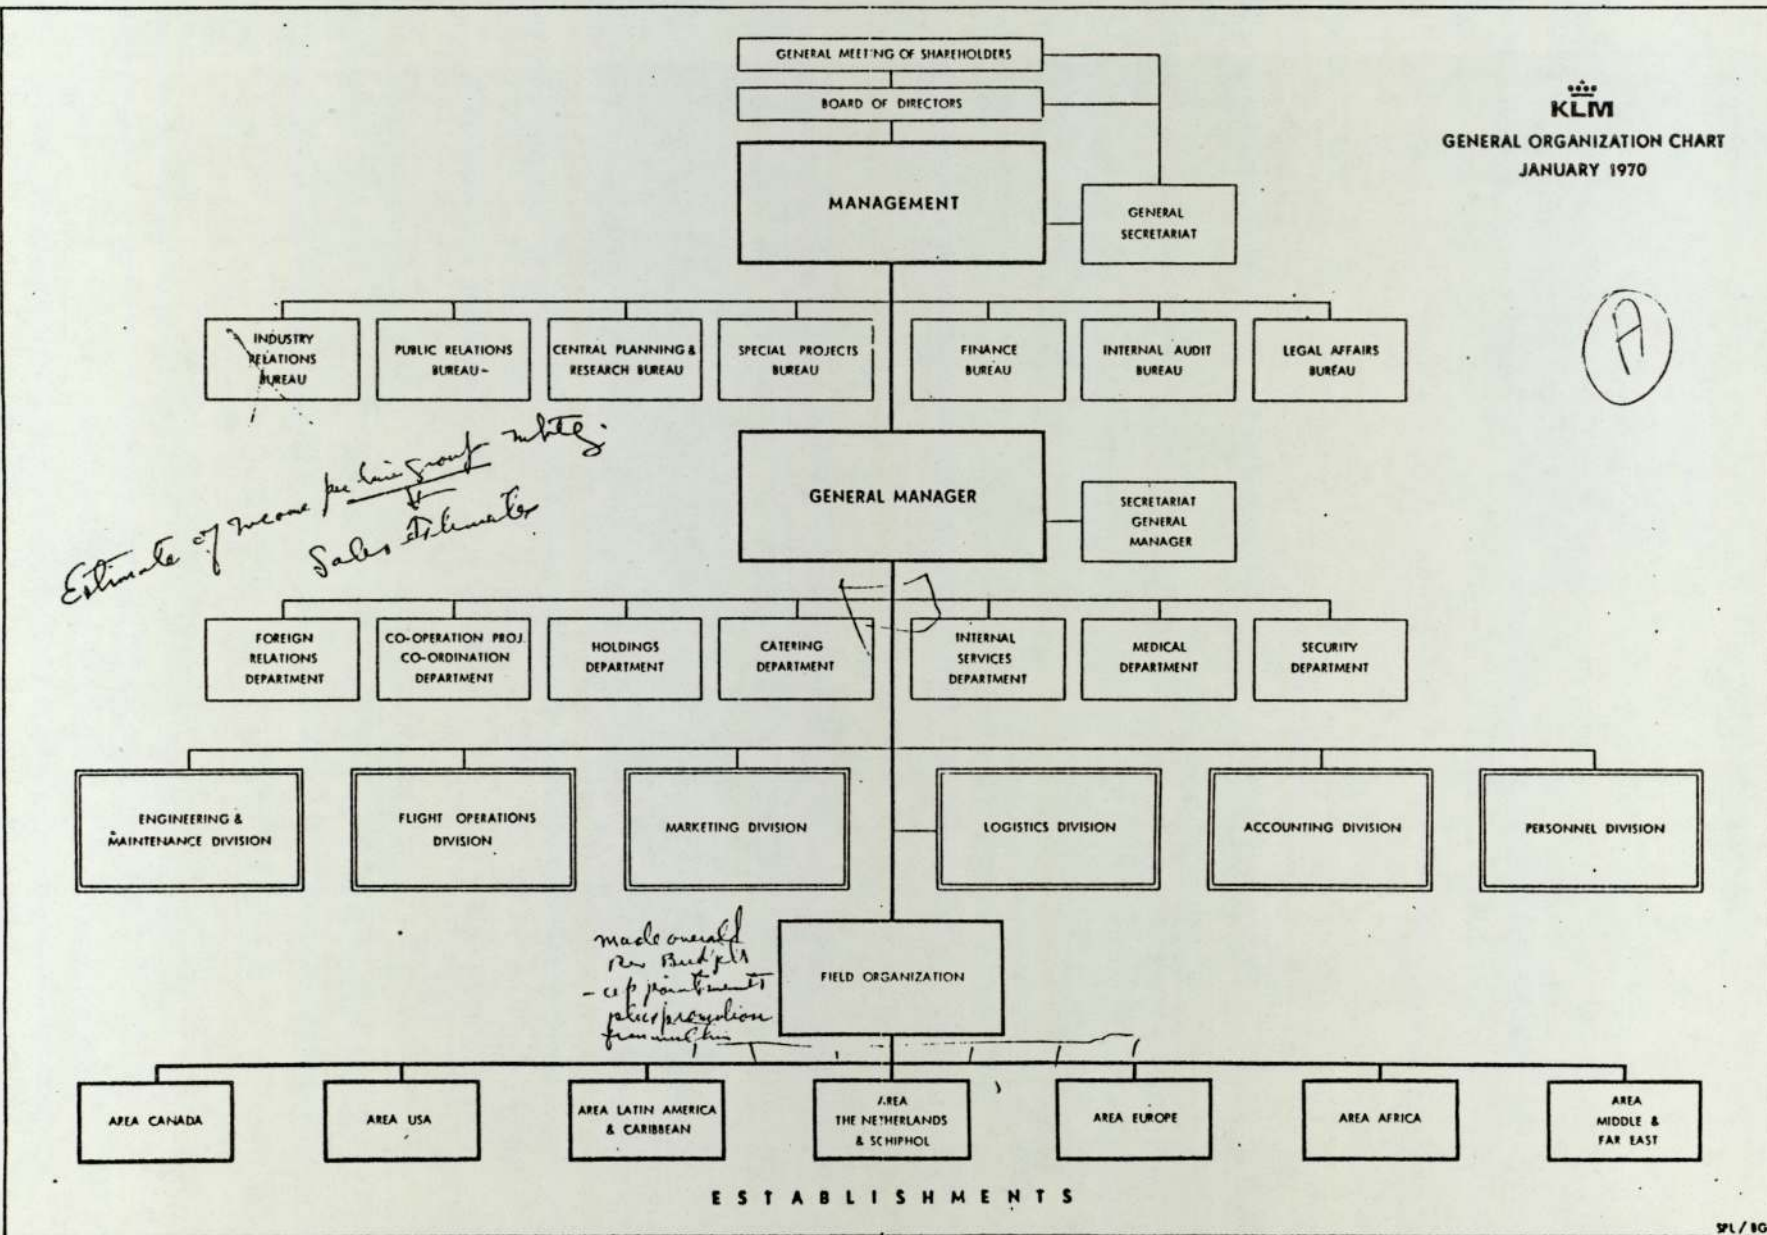 GENERAL MEETING OF SHAREHOLDERS
BOARD OF DIRECTORS
KLM
GENERAL ORGANIZATION CHART
JANUARY 1970
MANAGEMENT
GENERAL
SECRETARIAT
INDUSTRY
RELATIONS
BUREAU
PUBLIC RELATIONS
BUREAU
CENTRAL PLANNING &
RESEARCH BUREAU
SPECIAL PROJECTS
BUREAU
FINANCE
BUREAU
INTERNAL AUDIT
BUREAU
LEGAL AFFAIRS
BUREAU
A
Estimate of income per line group
Sales Estimates
GENERAL MANAGER
SECRETARIAT
GENERAL
MANAGER
FOREIGN
RELATIONS
DEPARTMENT
CO-OPERATION PROJ.
CO-ORDINATION
DEPARTMENT
HOLDINGS
DEPARTMENT
CATERING
DEPARTMENT
INTERNAL
SERVICES
DEPARTMENT
MEDICAL
DEPARTMENT
SECURITY
DEPARTMENT
ENGINEERING &
MAINTENANCE DIVISION
FLIGHT OPERATIONS
DIVISION
MARKETING DIVISION
LOGISTICS DIVISION
ACCOUNTING DIVISION
PERSONNEL DIVISION
made
Budgets
plus promotion
FIELD ORGANIZATION
AREA CANADA
AREA USA
AREA LATIN AMERICA
& CARIBBEAN
AREA
THE NETHERLANDS
& SCHIPHOL
AREA EUROPE
AREA AFRICA
AREA
MIDDLE &
FAR EAST
ESTABLISHMENTS
SPL / BG